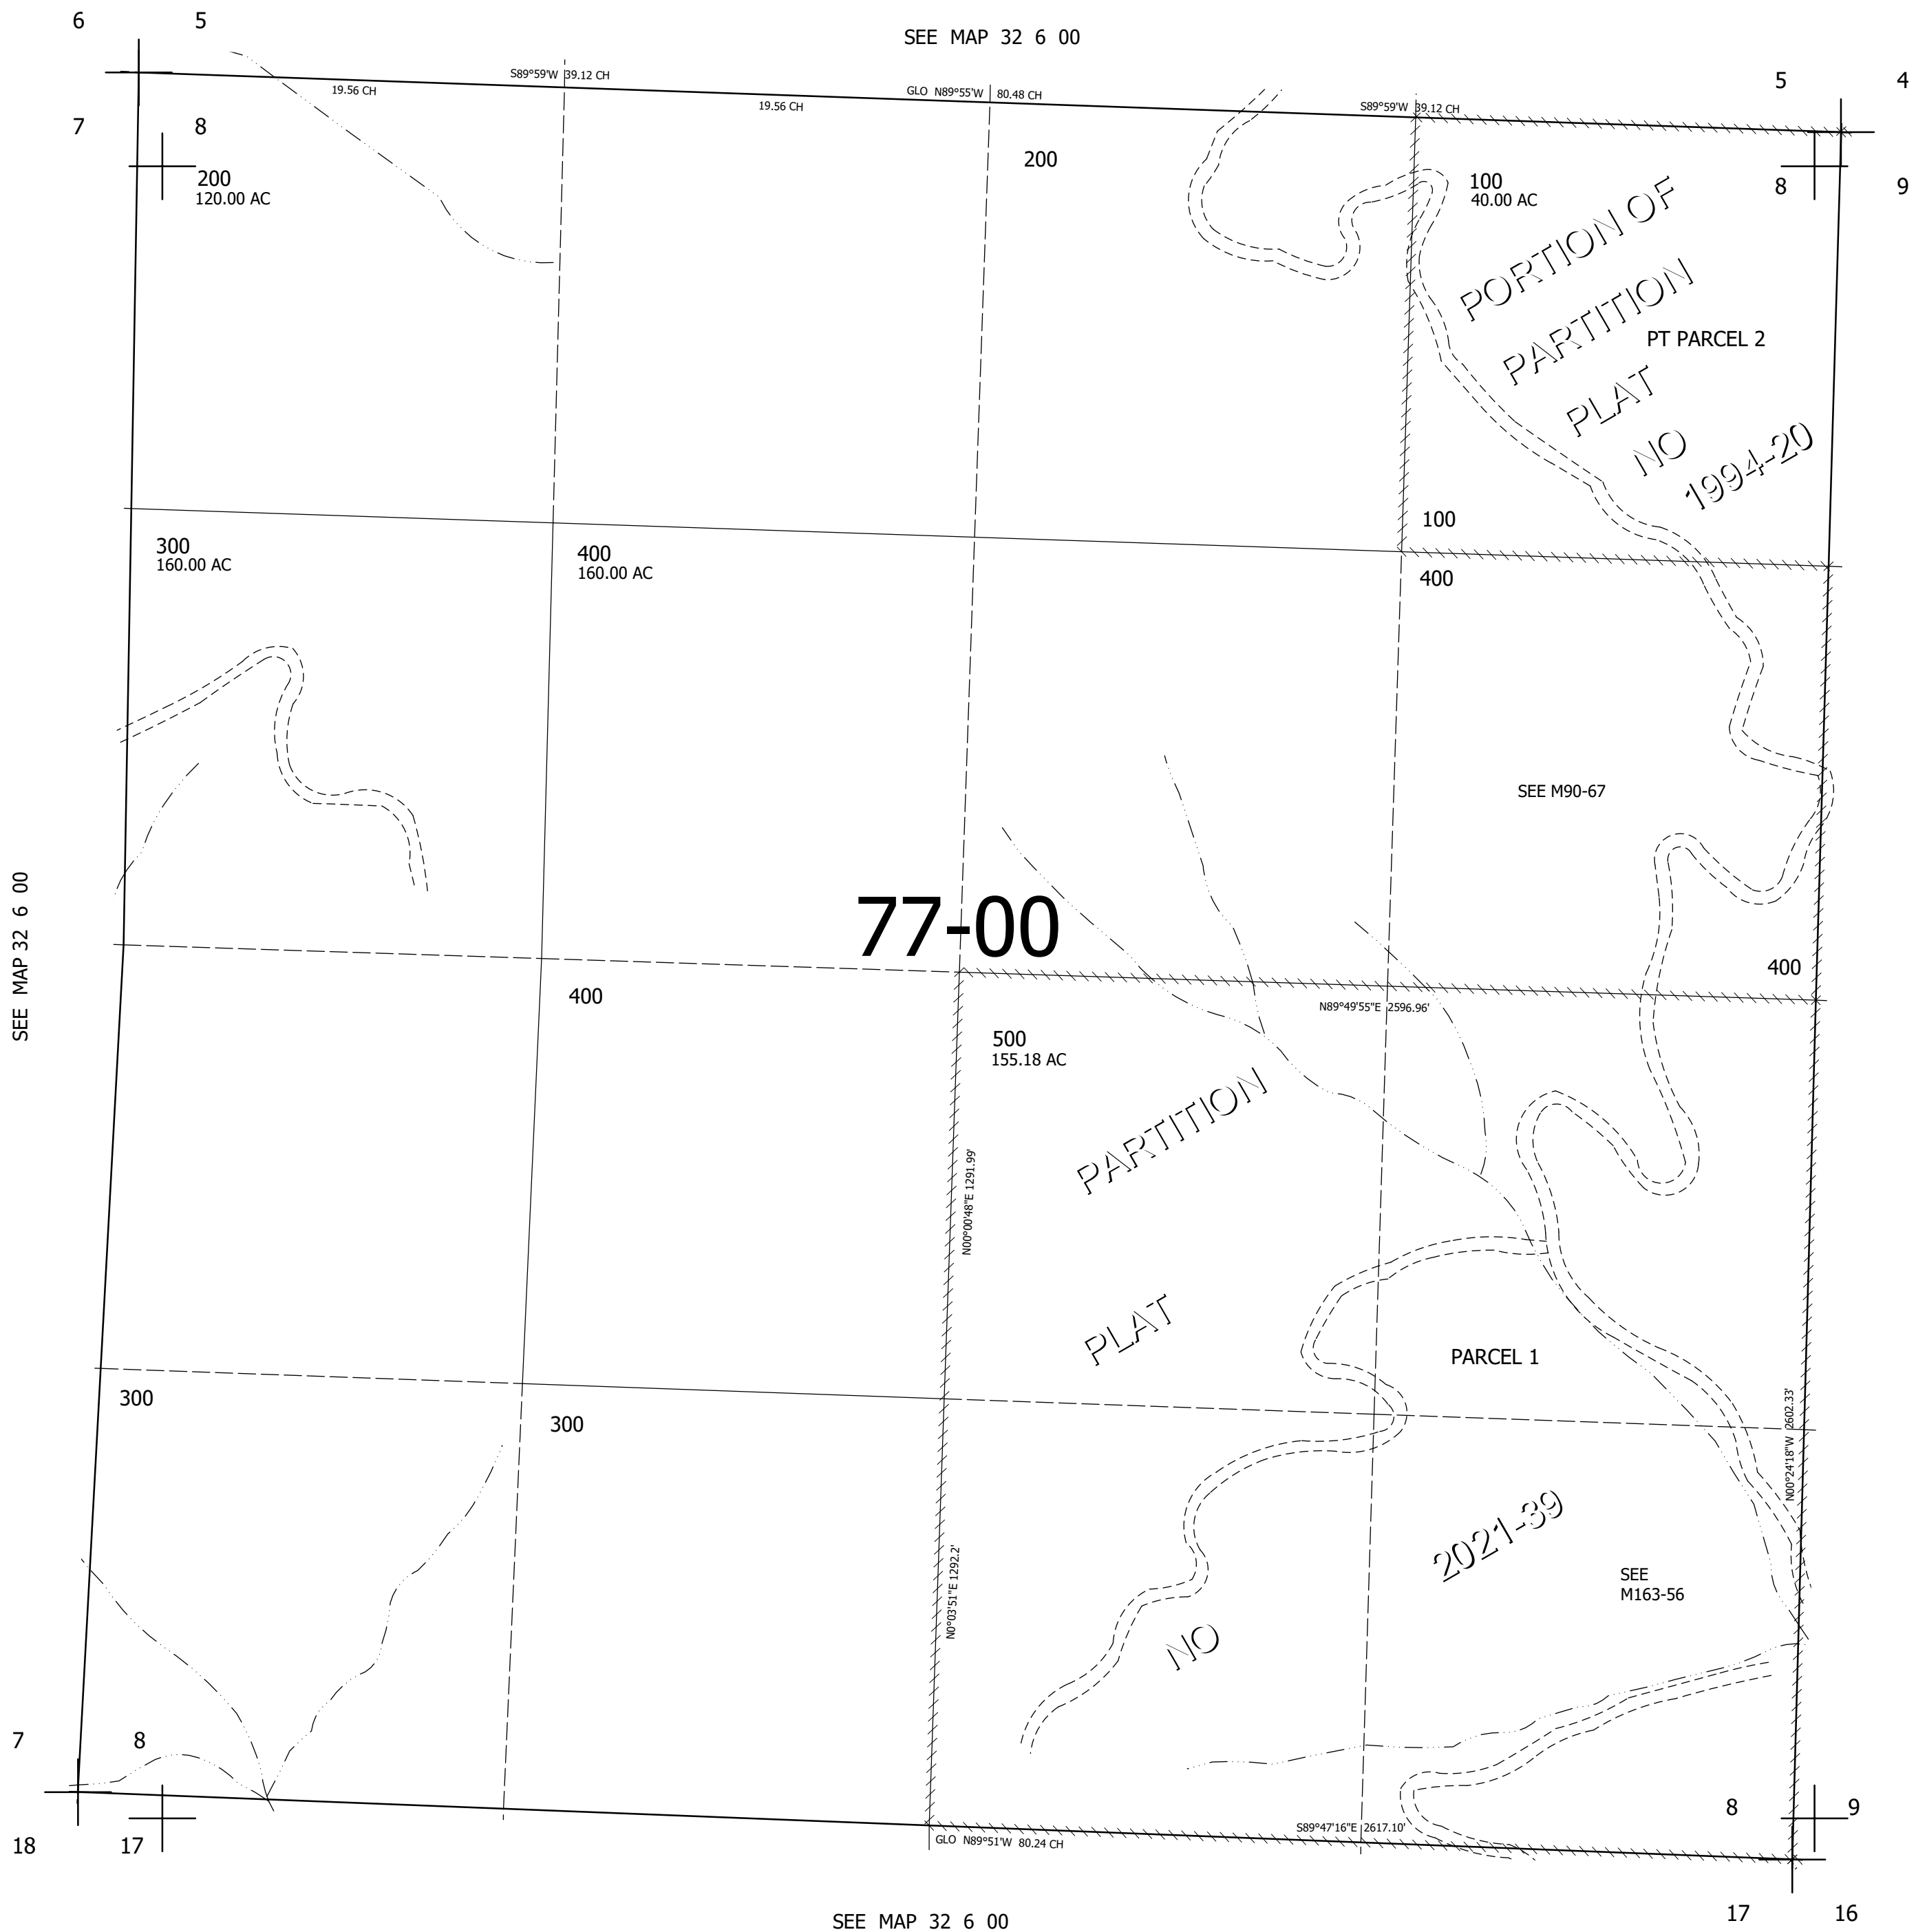 6 5
SEE MAP 32 6 00
5 4
S89°59'W 39.12 CH
19.56 CH
19.56 CH
GLO N89°55'W 80.48 CH
S89°59'W 39.12 CH
7 8
8 9
200
120.00 AC
200
100
40.00 AC
PORTION OF
PARTITION
PLAT
NO
1994-20
PT PARCEL 2
100
300
160.00 AC
400
160.00 AC
400
SEE M90-67
SEE MAP 32 6 00
77-00
400
400
N89°49'55"E 2596.96'
500
155.18 AC
PARTITION
N00°00'48"E 1291.99'
PLAT
PARCEL 1
300
300
N00°24'18"W 2602.33'
2021-39
N0°03'51"E 1292.2'
SEE
M163-56
NO
7 8
8 9
S89°47'16"E 2617.10'
GLO N89°51'W 80.24 CH
18 17
17 16
SEE MAP 32 6 00